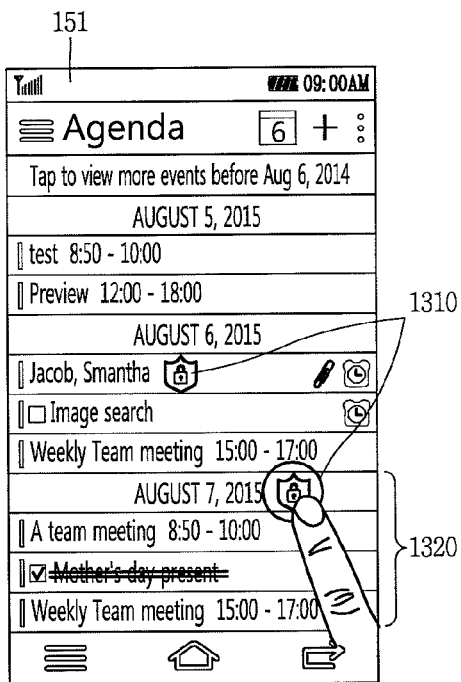 151
09:00AM
Agenda
6
Tap to view more events before Aug 6, 2014
AUGUST 5, 2015
test 8:50 - 10:00
Preview 12:00 - 18:00
1310
AUGUST 6, 2015
Jacob, Smantha
Image search
Weekly Team meeting 15:00 - 17:00
AUGUST 7, 2015
A team meeting 8:50 - 10:00
1320
Mother's day present
Weekly Team meeting 15:00 - 17:00